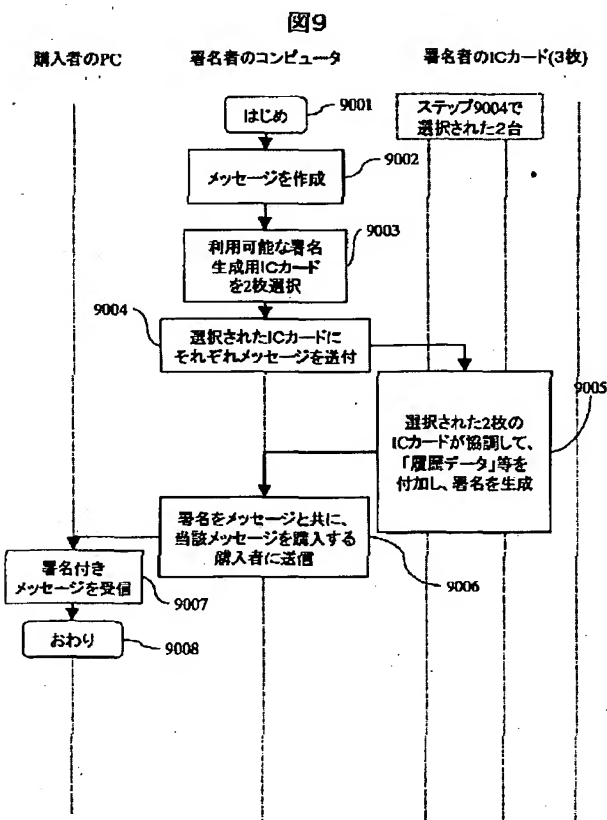 図9
購入者のPC
署名者のコンピュータ
署名者のICカード(3枚)
はじめ
9001
ステップ9004で
選択された2台
メッセージを作成
9002
利用可能な署名
生成用ICカード
を2枚選択
9003
9004
選択されたICカードに
それぞれメッセージを送付
9005
選択された2枚の
ICカードが協調して、
「履歴データ」等を
付加し、署名を生成
署名をメッセージと共に、
当該メッセージを購入する
購入者に送信
9006
署名付き
メッセージを受信
9007
おわり
9008